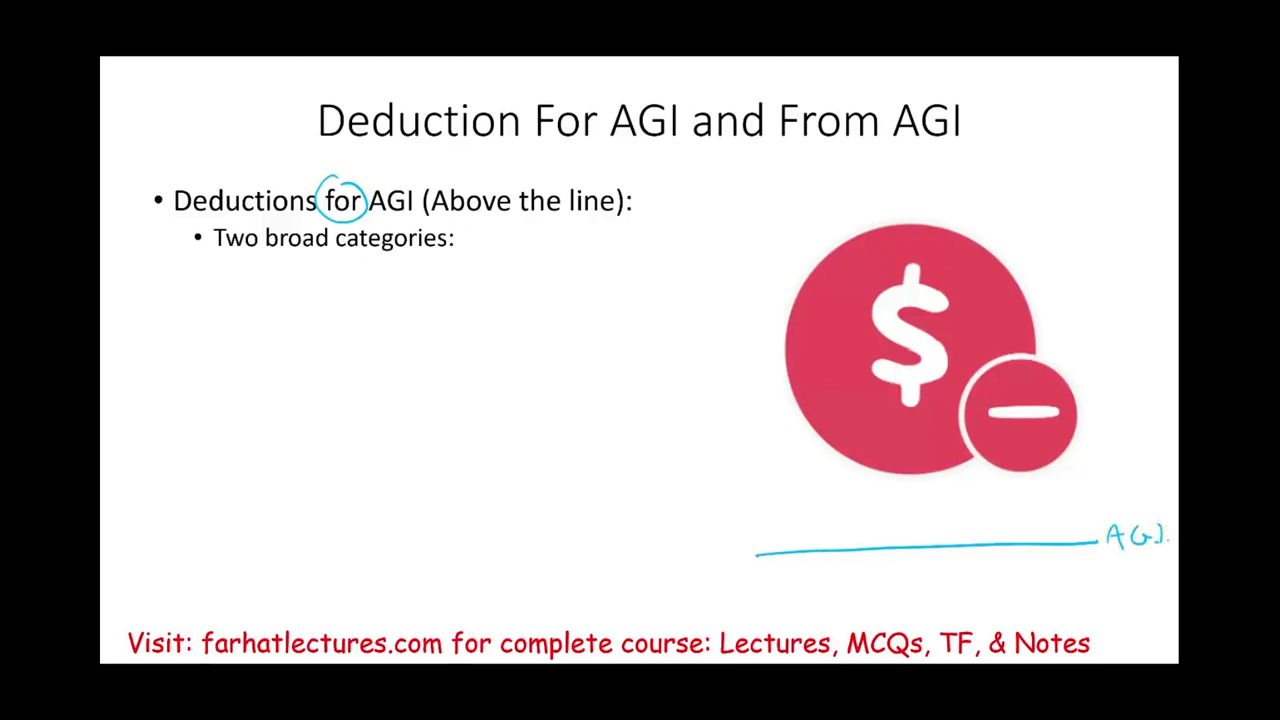 Deduction For AGI and From AGI
• Deductions for AGI (Above the line):
• Two broad categories:
$
AGI.
Visit: farhatlectures.com for complete course: Lectures, MCQs, TF, & Notes